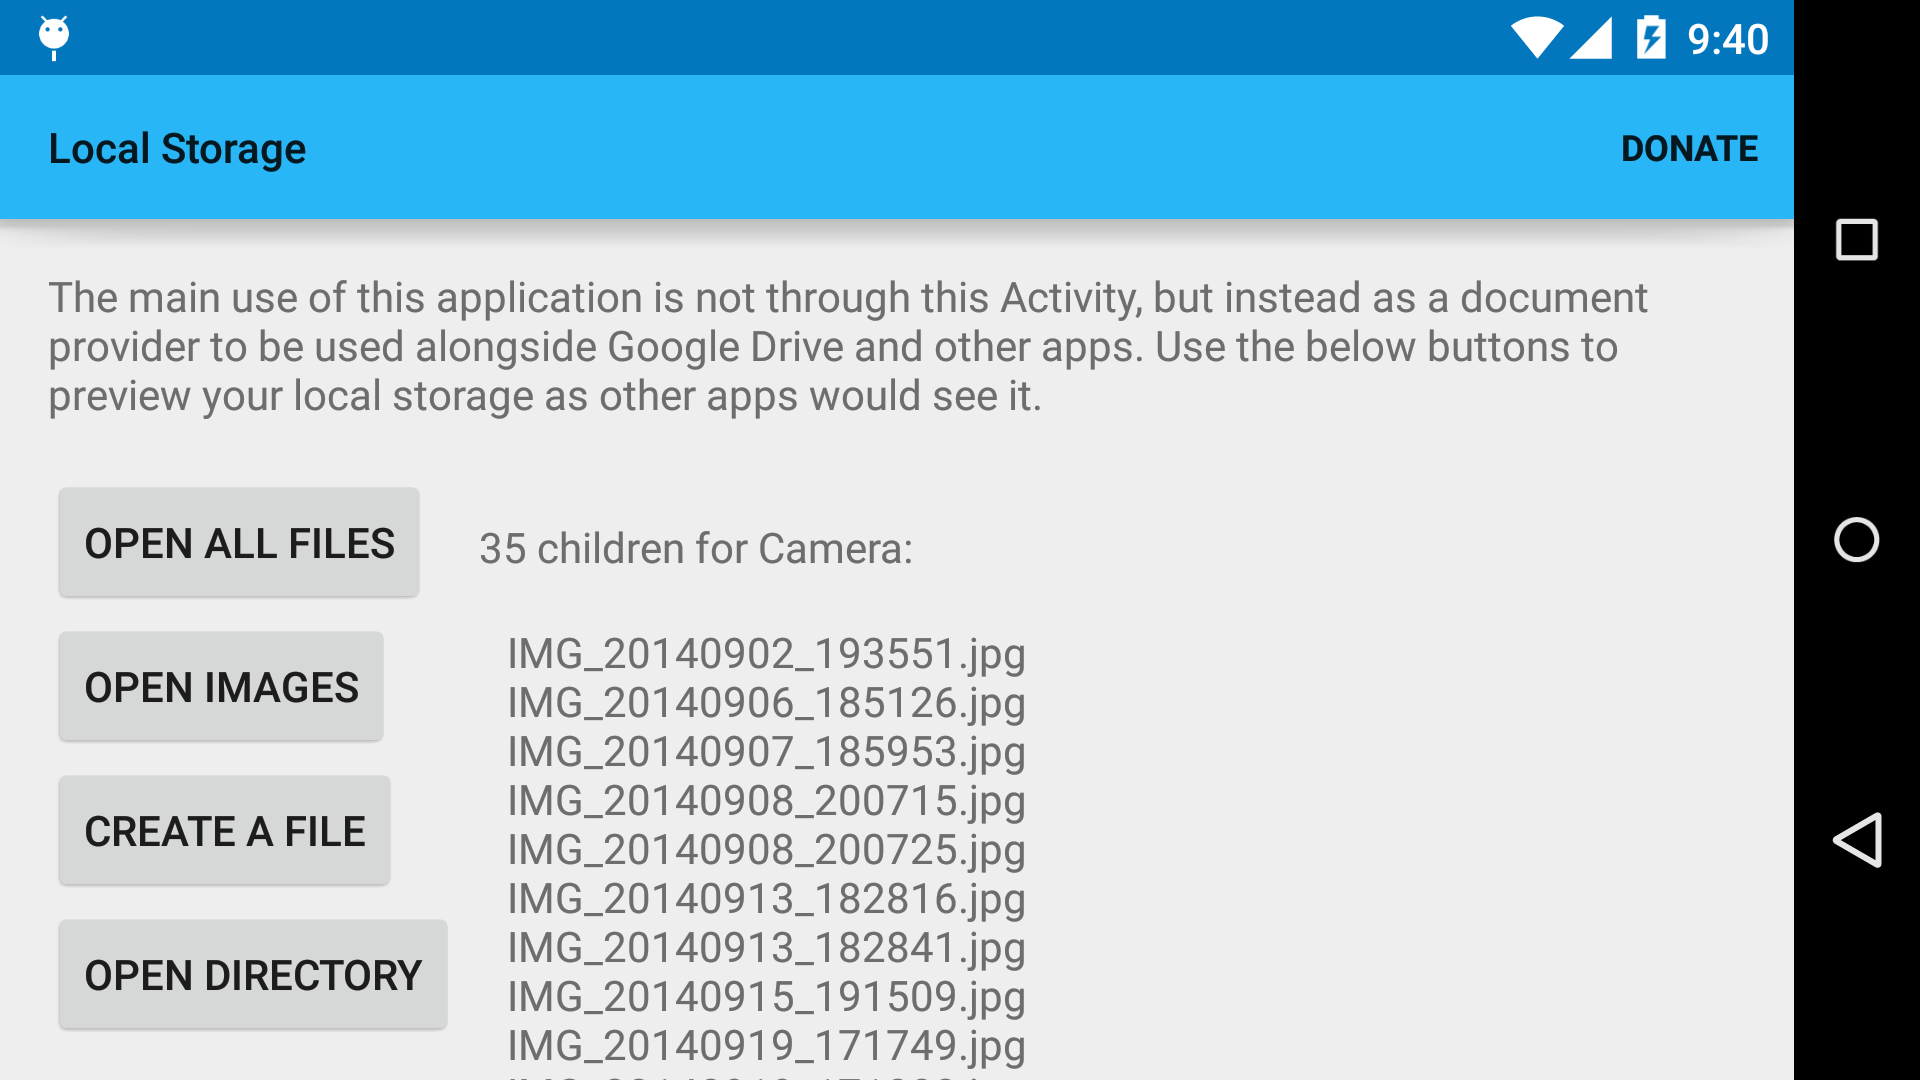 9:40
Local Storage
DONATE
The main use of this application is not through this Activity, but instead as a document
provider to be used alongside Google Drive and other apps. Use the below buttons to
preview your local storage as other apps would see it.
OPEN ALL FILES
35 children for Camera:
OPEN IMAGES
CREATE A FILE
OPEN DIRECTORY
IMG_20140902_193551.jpg
IMG_20140906_185126.jpg
IMG_20140907_185953.jpg
IMG_20140908_200715.jpg
IMG_20140908_200725.jpg
IMG_20140913_182816.jpg
IMG_20140913_182841.jpg
IMG_20140915_191509.jpg
IMG_20140919_171749.jpg